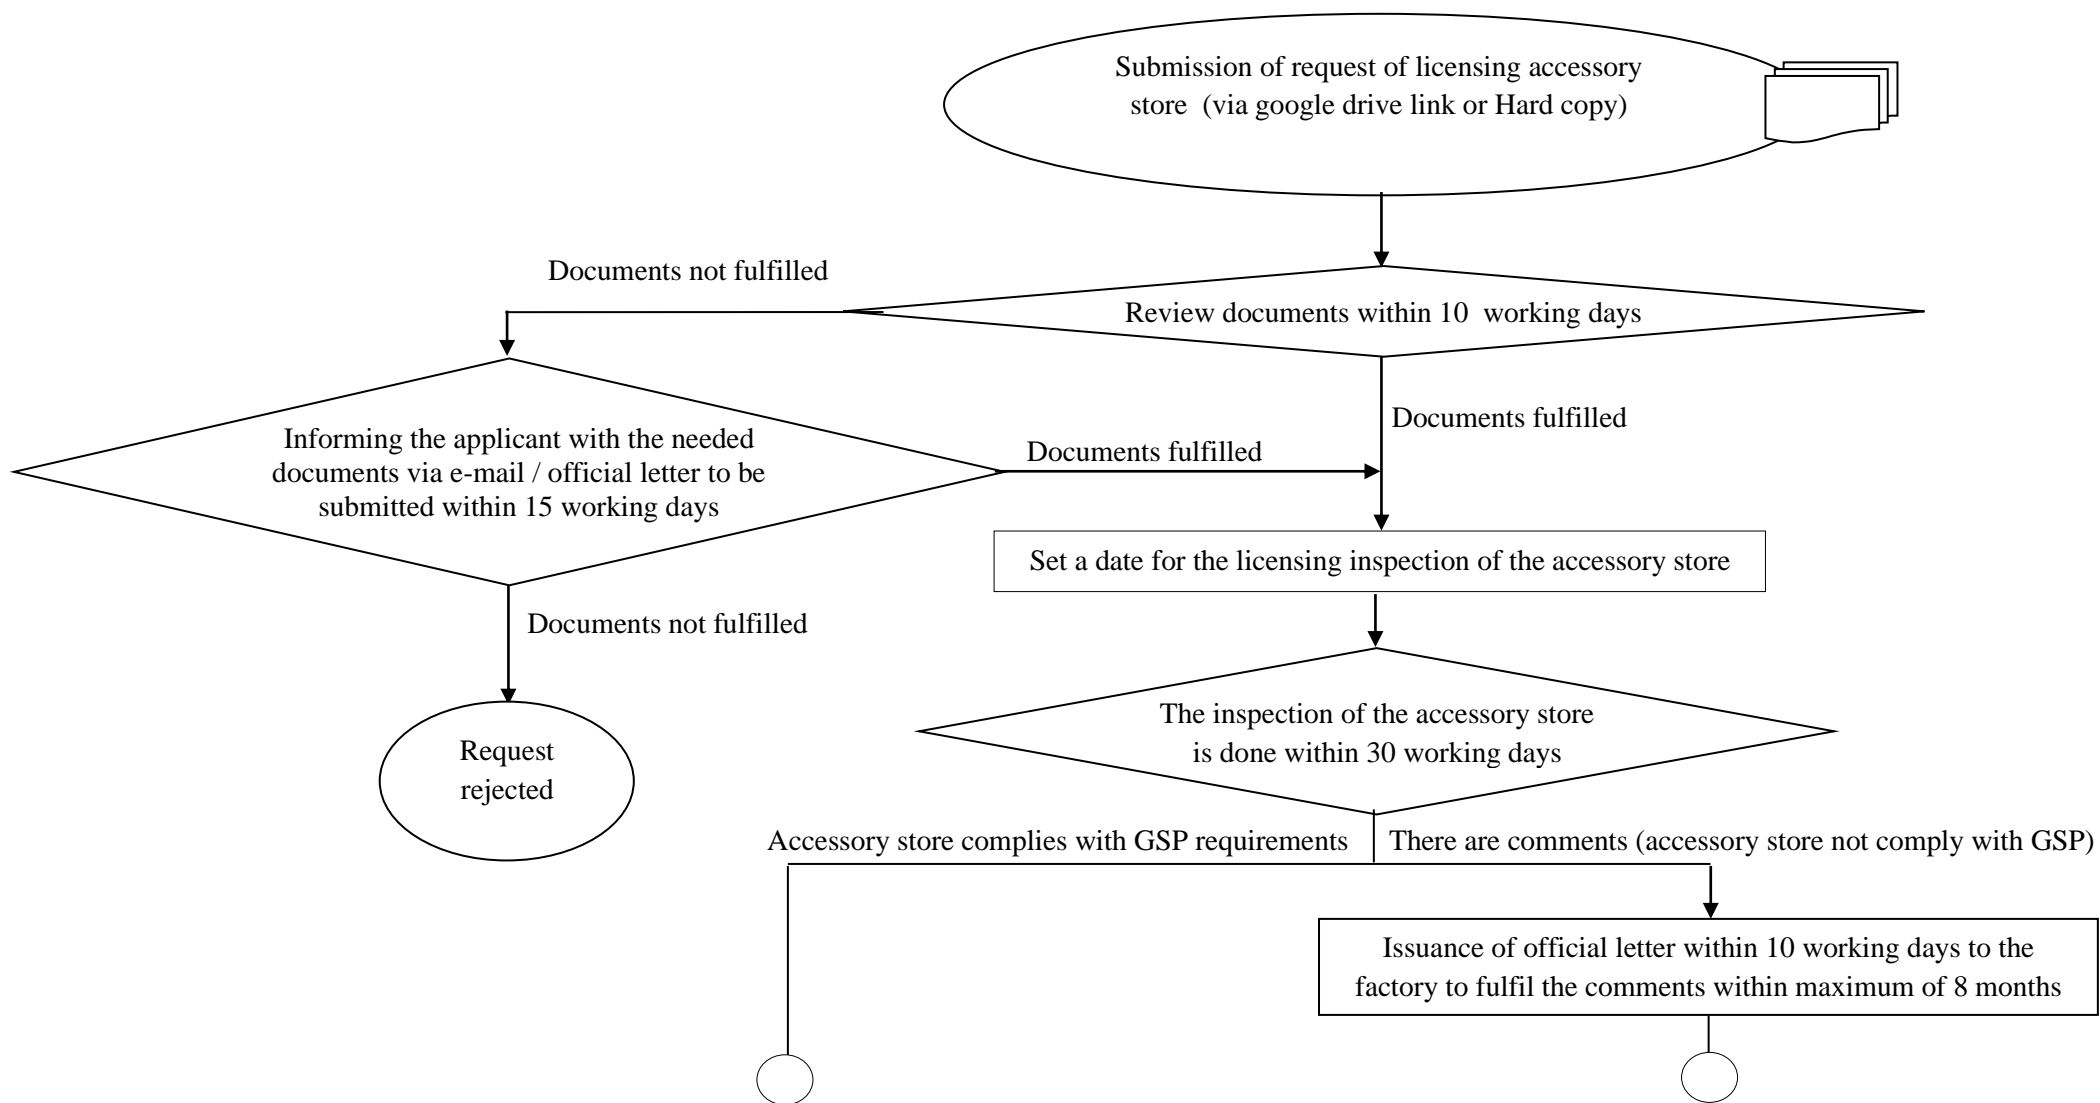 Submission of request of licensing accessory
store  (via google drive link or Hard copy)
Documents not fulfilled
Review documents within 10  working days
Documents fulfilled
Informing the applicant with the needed
documents via e-mail / official letter to be
submitted within 15 working days
Documents fulfilled
Set a date for the licensing inspection of the accessory store
Documents not fulfilled
The inspection of the accessory store
is done within 30 working days
Request
rejected
Accessory store complies with GSP requirements
There are comments (accessory store not comply with GSP)
Issuance of official letter within 10 working days to the
factory to fulfil the comments within maximum of 8 months